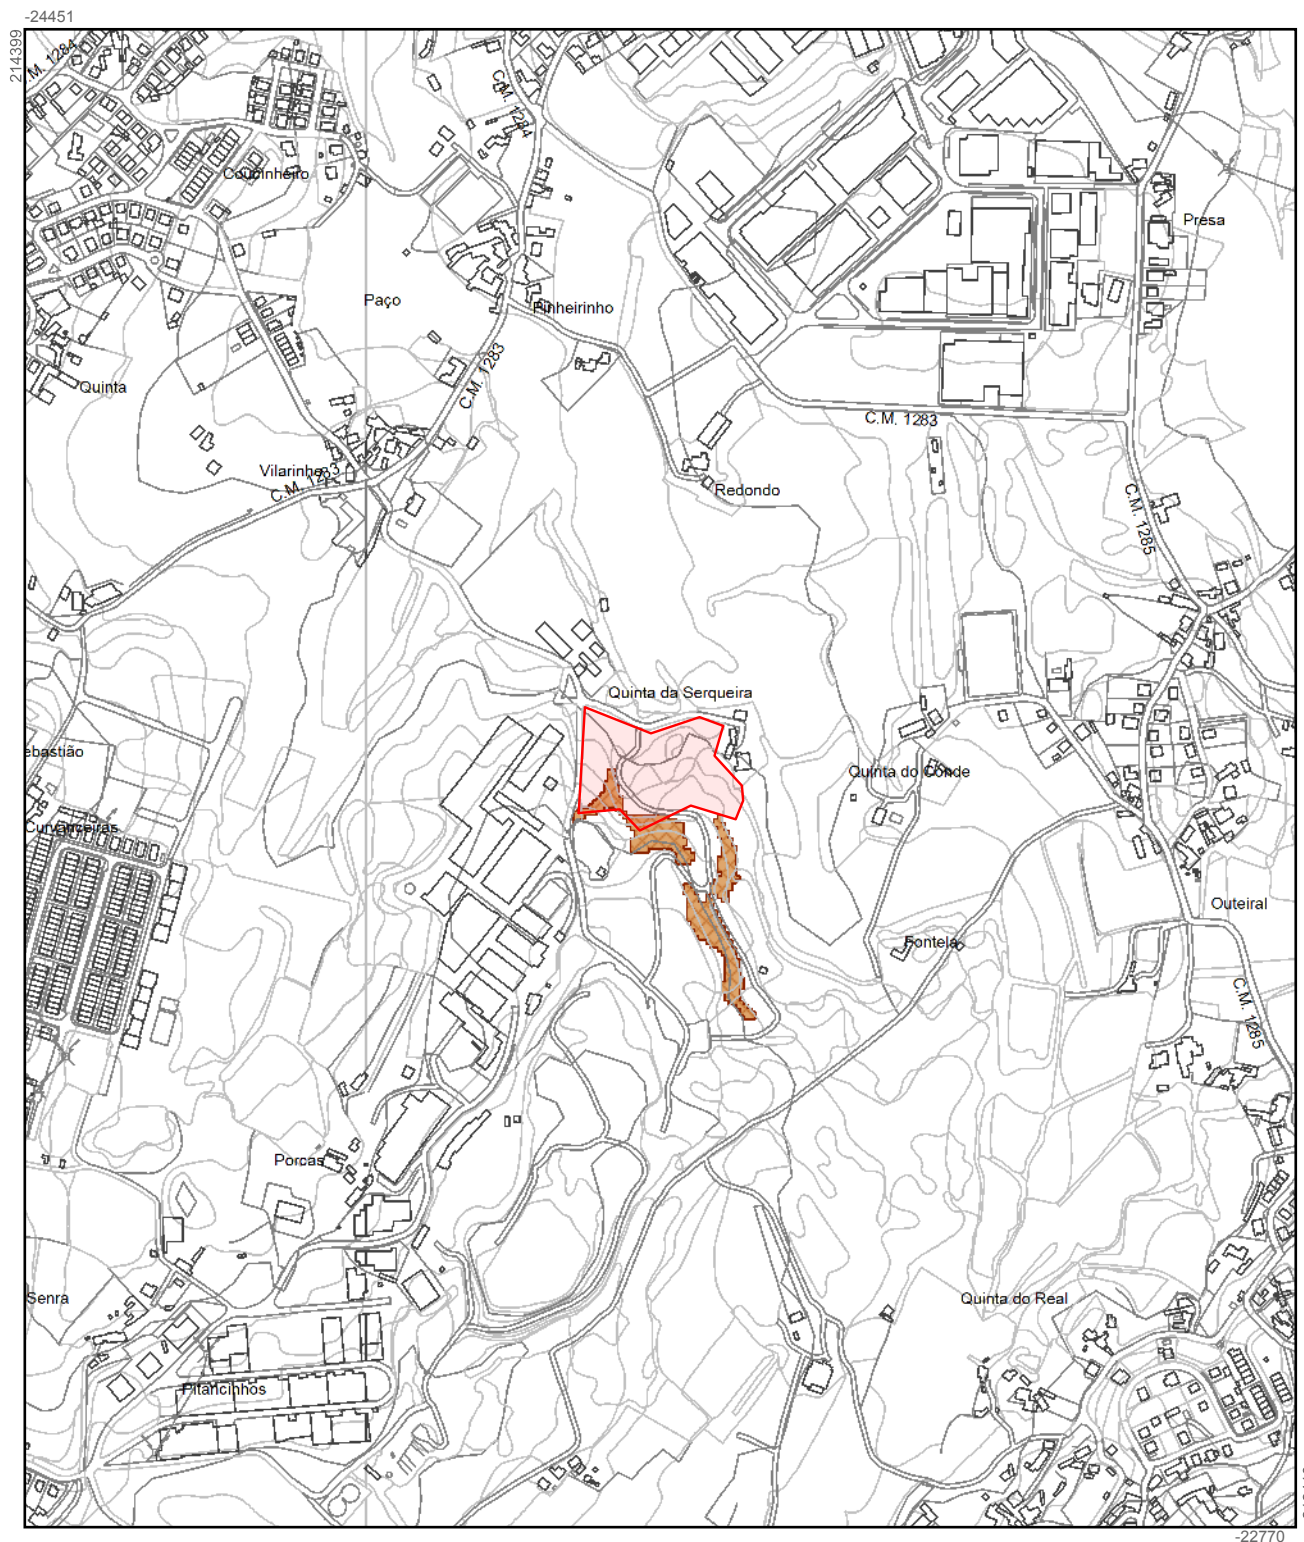 -24451
214399
C.M. 1284
C.M. 1284
Coucinheiro
Presa
Paço
Pinheirinho
C.M. 1283
Quinta
C.M. 1283
Vilarinho
C.M. 1283
Redondo
C.M. 1285
Quinta da Serqueira
ebastião
Quinta do Conde
Curvanceiras
Outeiral
Fontela
C.M. 1285
Porcas
Senra
Quinta do Real
Pitancinhos
-22770